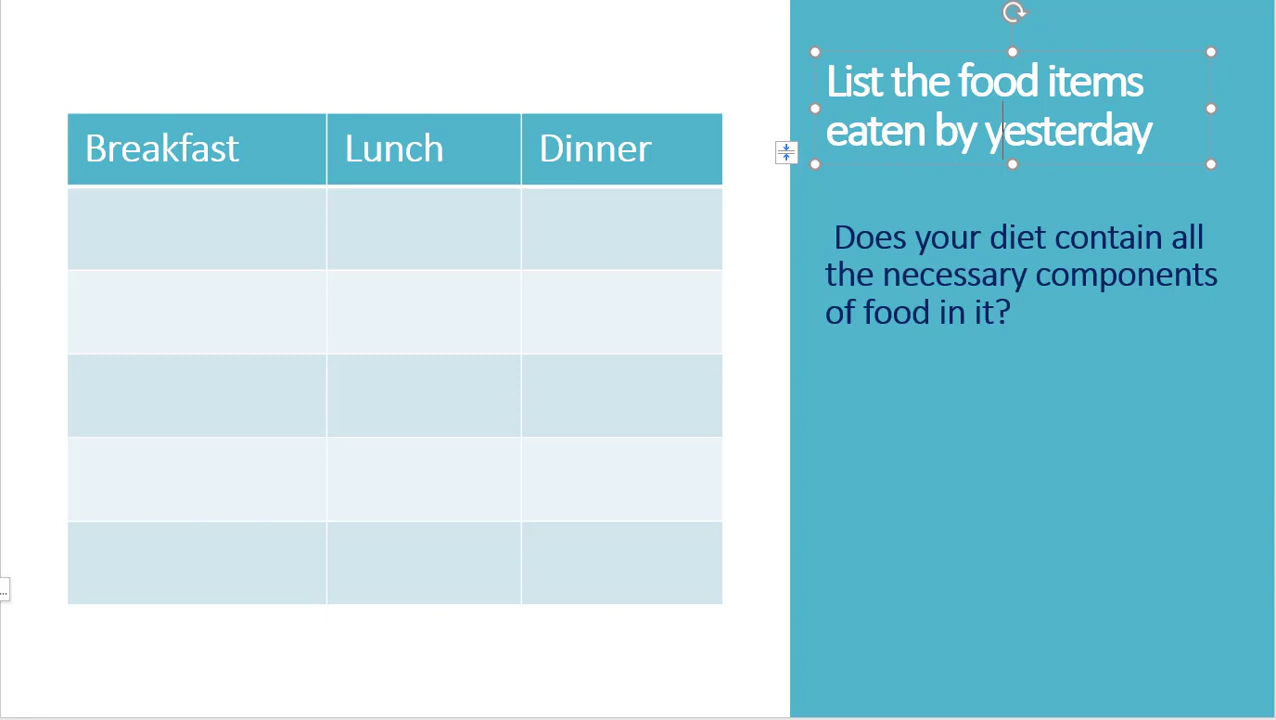 List the food items
eaten by yesterday
Breakfast Lunch Dinner
Does your diet contain all
the necessary components
of food in it?
...